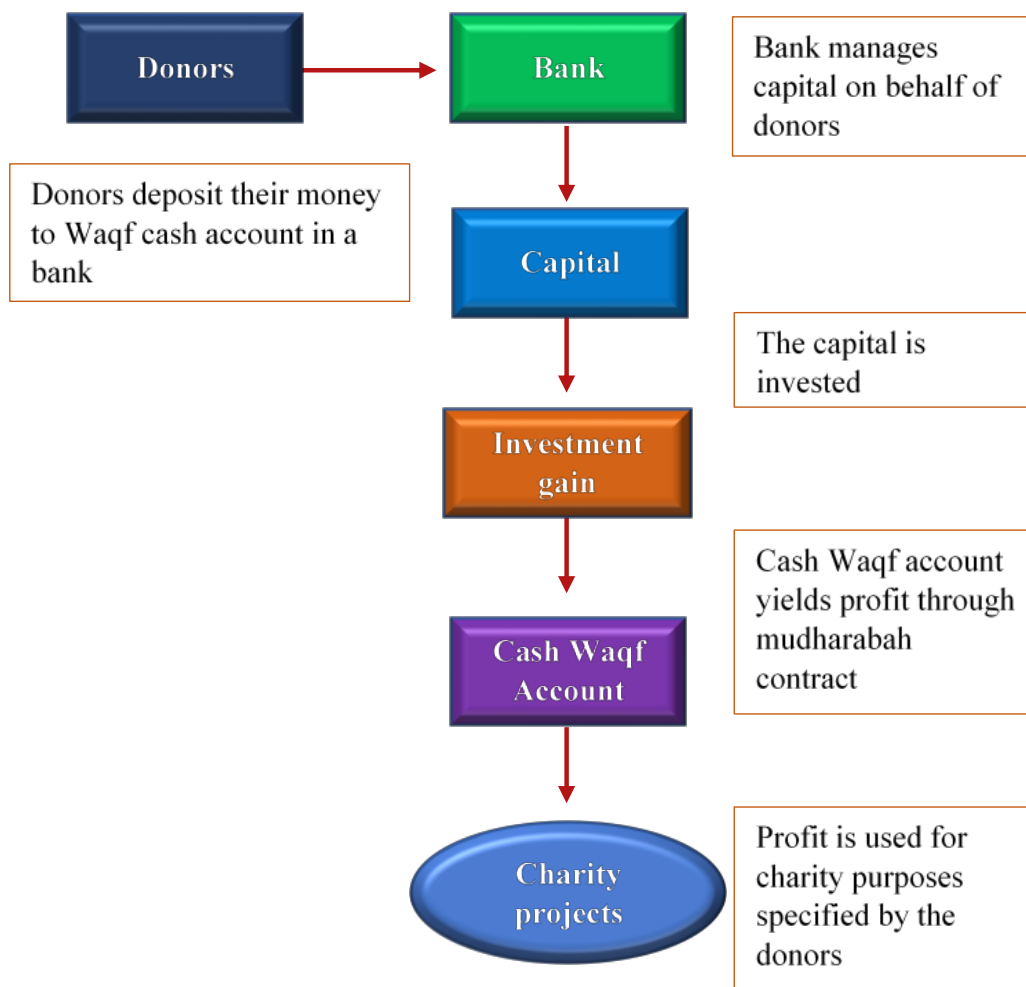 Donors
Bank
Bank manages
capital on behalf of
donors
Donors deposit their money
to Waqf cash account in a
bank
Capital
The capital is
invested
Investment
gain
Cash Waqf account
yields profit through
mudharabah
contract
Cash Waqf
Account
Profit is used for
charity purposes
specified by the
donors
Charity
projects